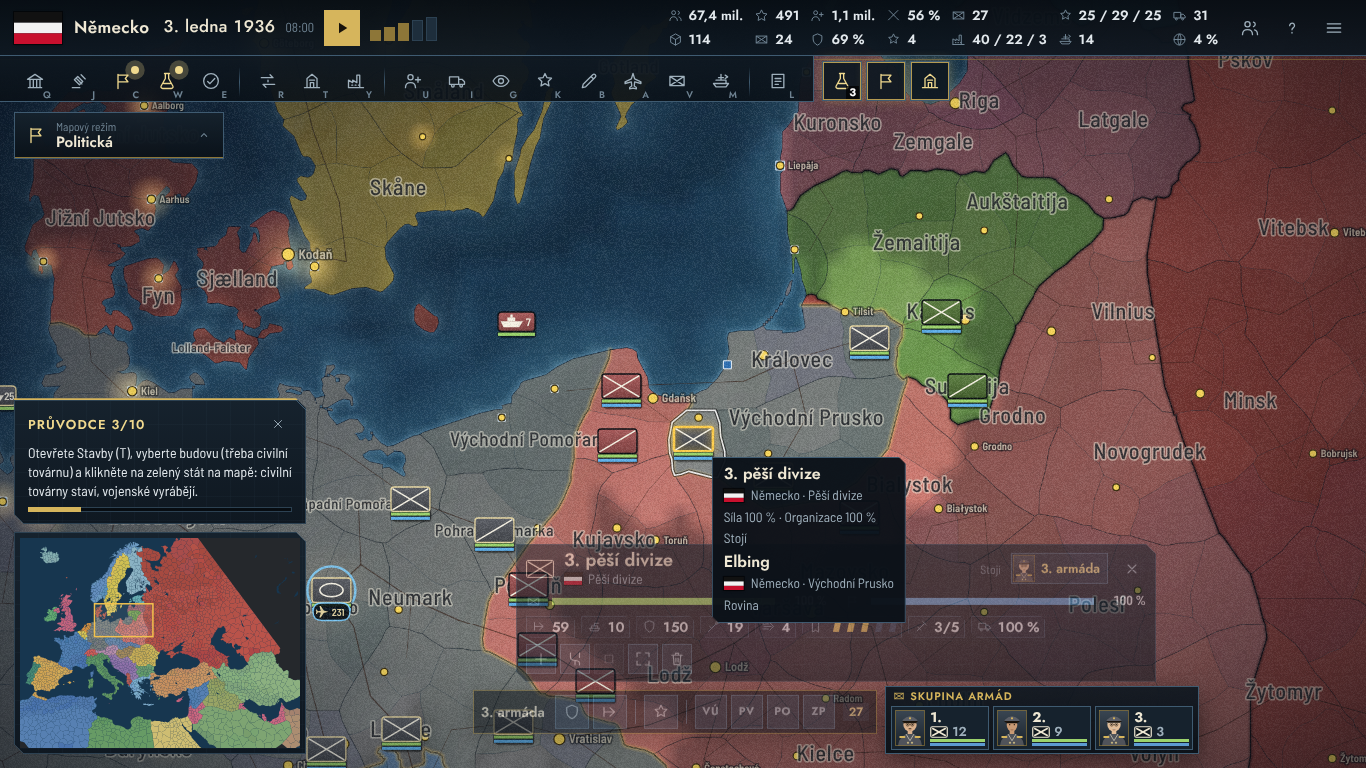 Německo 3. ledna 1936 08:00
67,4 mil. 491 1,1 mil. 56 % 27 25 / 29 / 25 31
114 24 69 % 4 40 / 22 / 3 14 4 %
?
Q J C W E R T Y U I G K B A V M L 3
Mapový režim
Politická
Pskov
Aalborg
Riga
Kuronsko
Latgale
Zemgale
Liepāja
Skåne
Aarhus
Aukštaitija
Jižní Jutsko
Vitebsk
Žemaitija
Kodaň
Sjælland
Fyn
Tilsit
Vilnius
7
Lolland-Falster
Královec
Kiel
25
Gdaňsk
Minsk
Grodno
Východní Prusko
Východní Pomořan
Grodno
Novogrudek
Bobrujsk
PRŮVODCE 3/10
Otevřete Stavby (T), vyberte budovu (třeba civilní
továrnu) a klikněte na zelený stát na mapě: civilní
továrny staví, vojenské vyrábějí.
3. pěší divize
Německo · Pěší divize
Síla 100 % · Organizace 100 %
Stojí
Elbing
Německo · Východní Prusko
Rovina
Białystok
Kujavsko
Toruň
3. pěší divize
Pěší divize
Stojí
3. armáda
100 %
59 10 150 19 4 3/5 100 %
Neumark
231
Lodž
Lodž
Žytomyr
3. armáda
VÚ PV PO ZP 27
Radom
SKUPINA ARMÁD
1. 12
2. 9
3. 3
Vratislav
Kielce